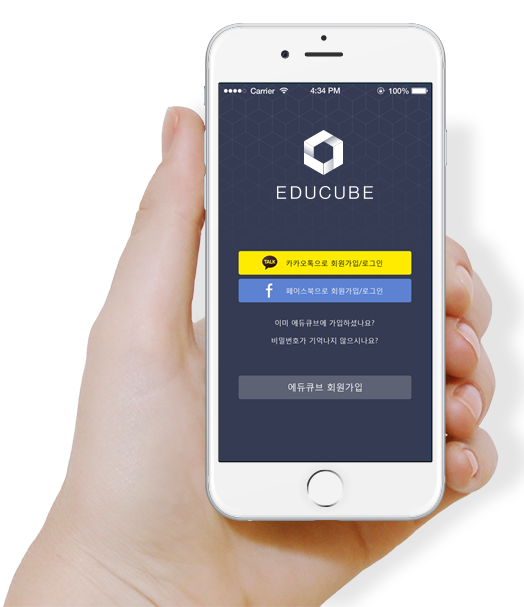 Carrier 4:34 PM 100%
EDUCUBE
TALK 카카오톡으로 회원가입/로그인
f 페이스북으로 회원가입/로그인
이미 에듀큐브에 가입하셨나요?
비밀번호가 기억나지 않으시나요?
에듀큐브 회원가입